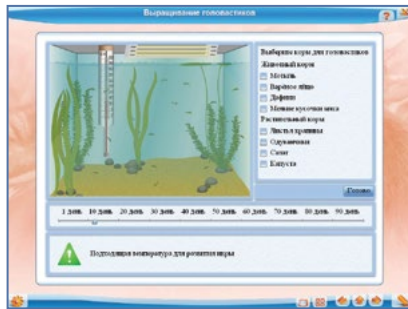 Выращивание головастиков
Выберите корм для головастиков
Животный корм
Мотыль
Варёное яйцо
Дафнии
Мелкие кусочки мяса
Растительный корм
Листья крапивы
Одуванчики
Салат
Капуста
Готово
1 день 10 день 20 день 30 день 40 день 50 день 60 день 70 день 80 день 90 день
Подходящая температура для развития икры